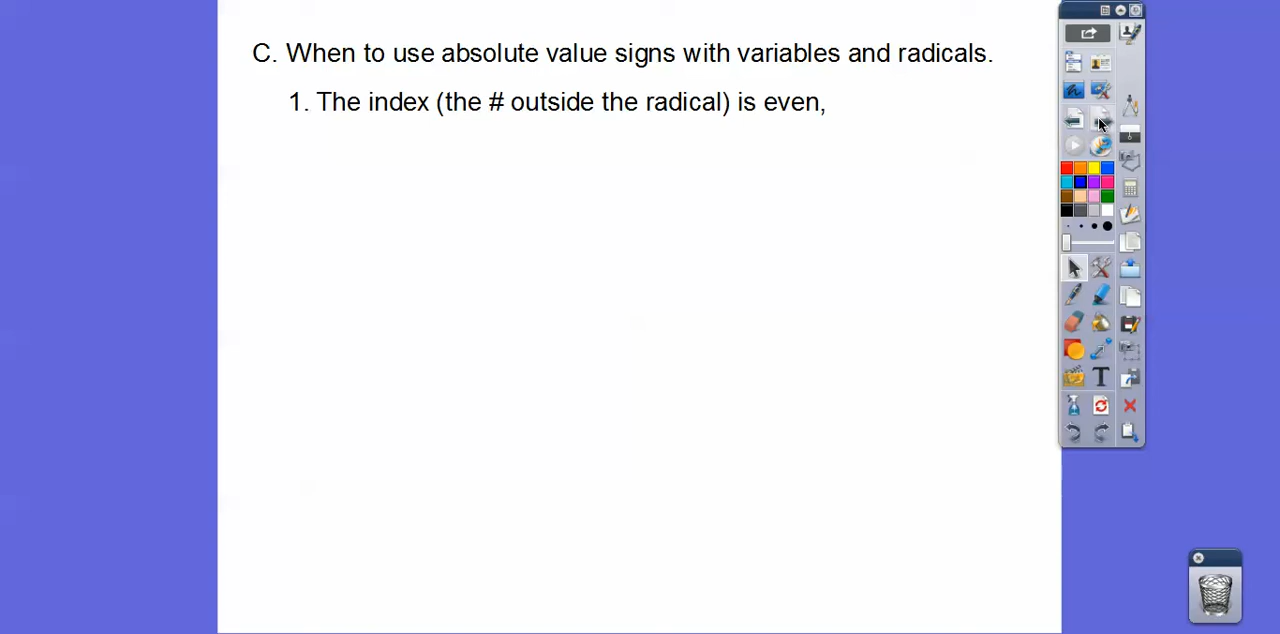 C. When to use absolute value signs with variables and radicals.
1. The index (the # outside the radical) is even,
T